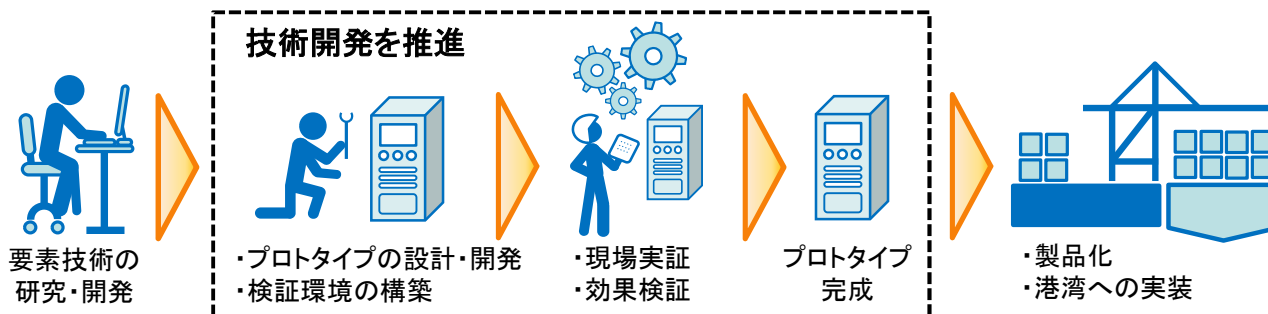 技術開発を推進
要素技術の
研究・開発
・プロトタイプの設計・開発
・検証環境の構築
・現場実証
・効果検証
プロトタイプ
完成
・製品化
・港湾への実装